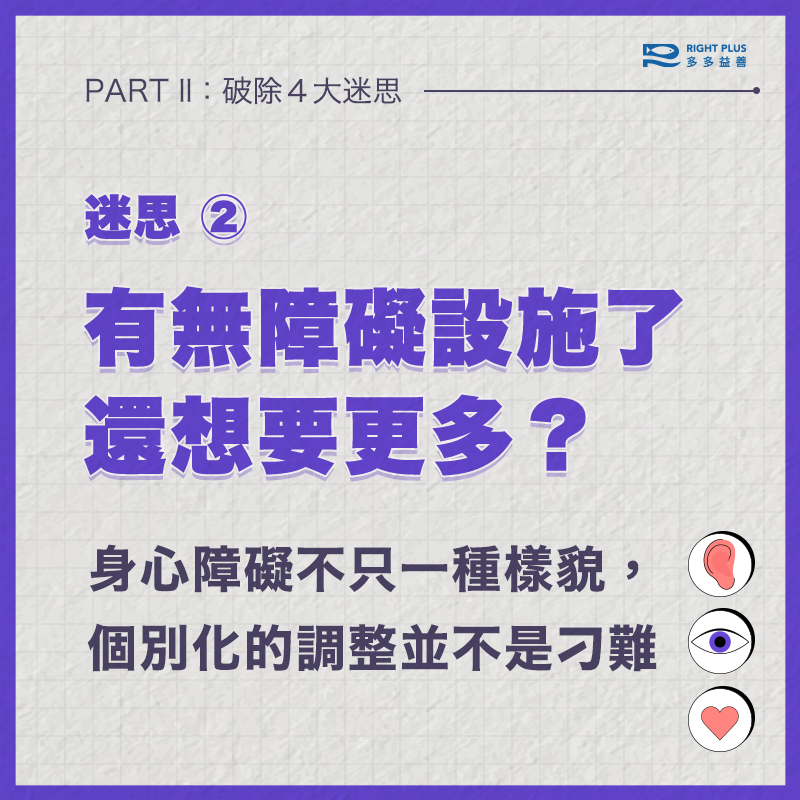 RIGHT PLUS
多多益善
PART II：破除4大迷思
迷思 ②
有無障礙設施了
還想要更多？
身心障礙不只一種樣貌，
個別化的調整並不是刁難